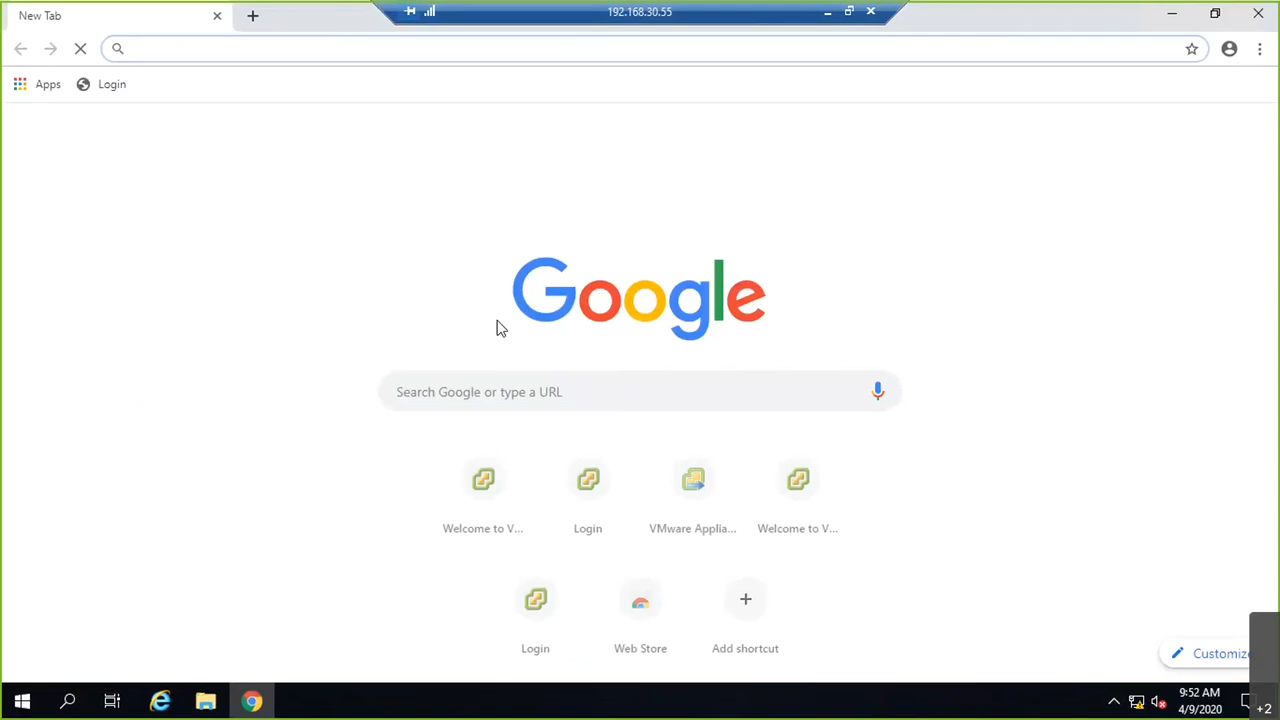 New Tab
192.168.30.55
Apps
Login
Google
Search Google or type a URL
Welcome to V...
Login
VMware Applia...
Welcome to V...
Login
Web Store
Add shortcut
Customize
9:52 AM
4/9/2020
+2